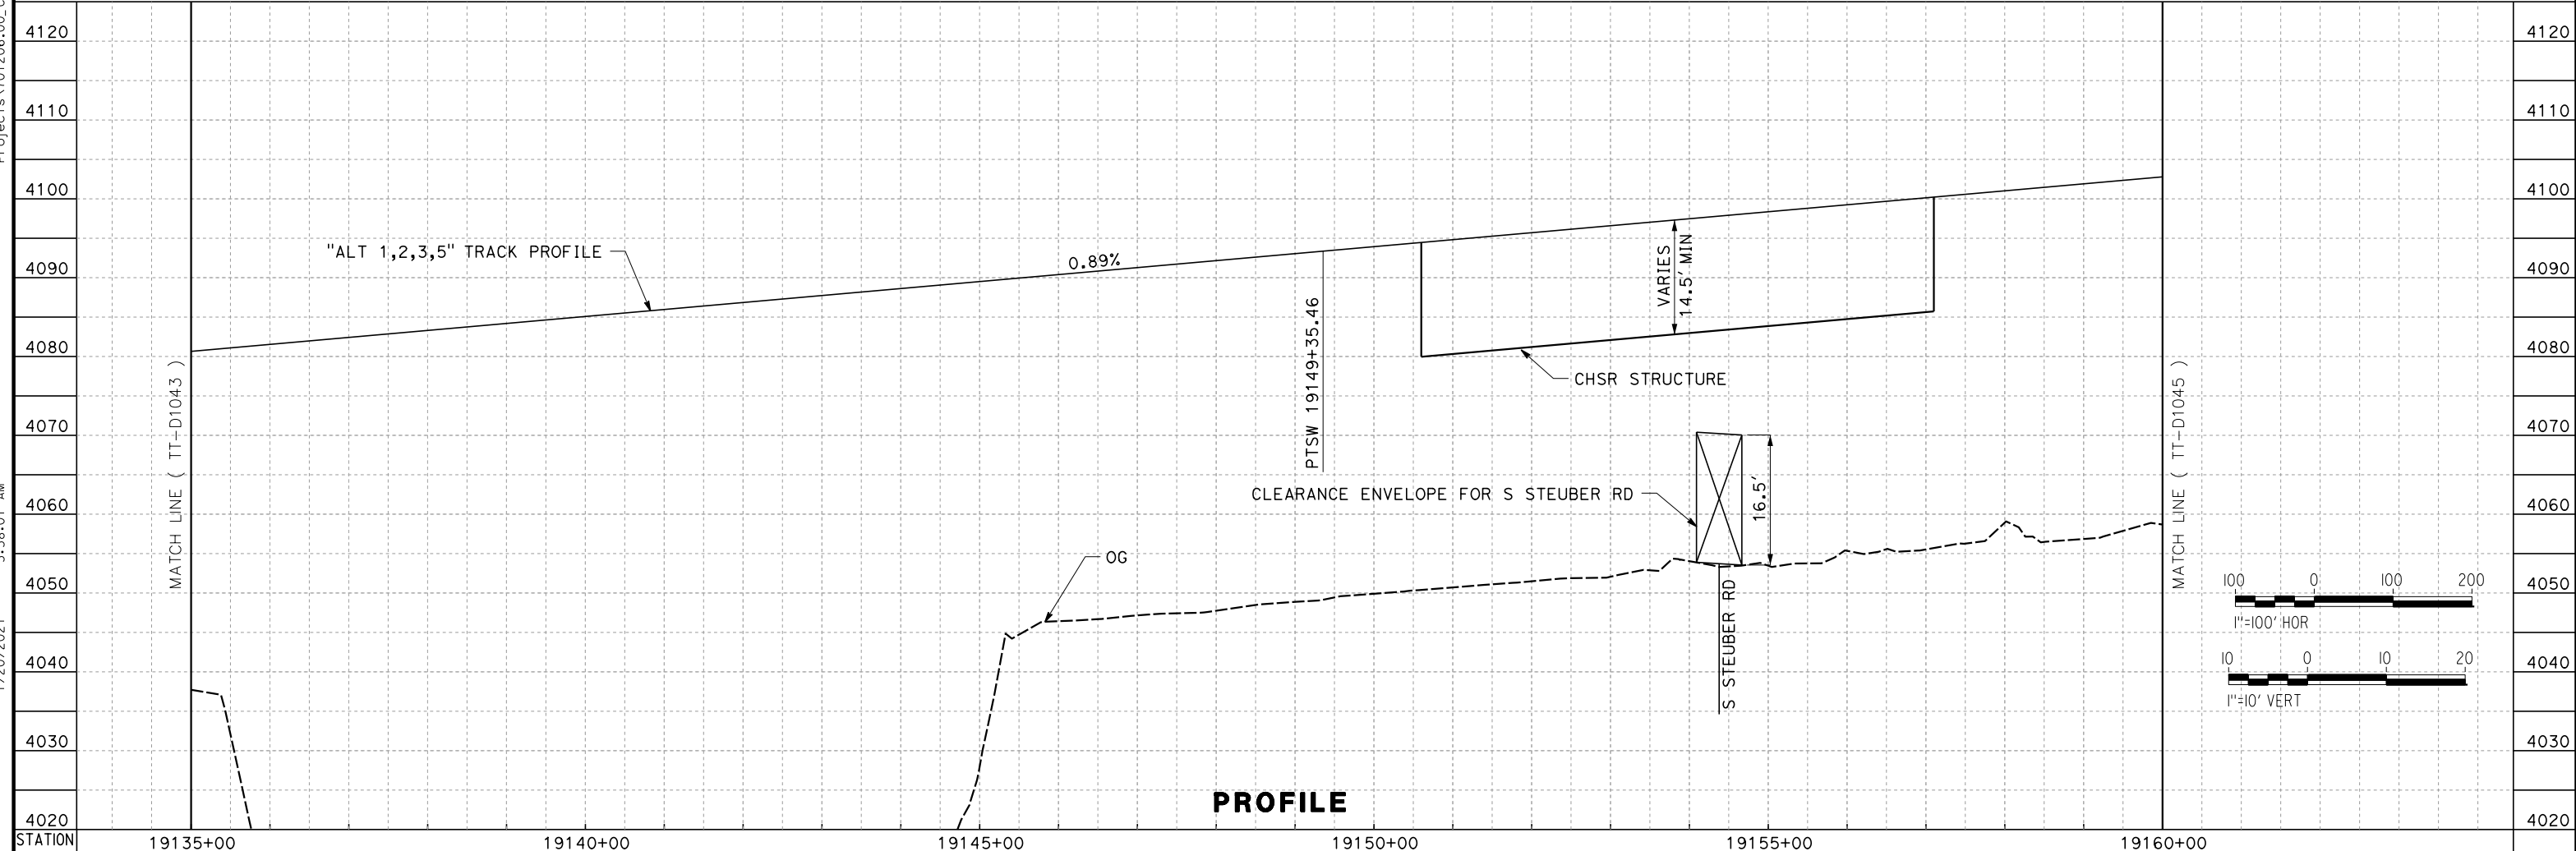 4120 4120
4110 4110
4100 4100
"ALT 1,2,3,5" TRACK PROFILE
0.89%
VARIES
14.5' MIN
4090 4090
4080 4080
PTSW 19149+35.46
CHSR STRUCTURE
MATCH LINE ( TT-D1043 )
MATCH LINE ( TT-D1045 )
4070 4070
CLEARANCE ENVELOPE FOR S STEUBER RD
16.5'
4060 4060
OG
4050 4050
S STEUBER RD
100 0 100 200
1"=100' HOR
4040 4040
10 0 10 20
1"=10' VERT
4030 4030
PROFILE
4020 4020
STATION
19135+00 19140+00 19145+00 19150+00 19155+00 19160+00